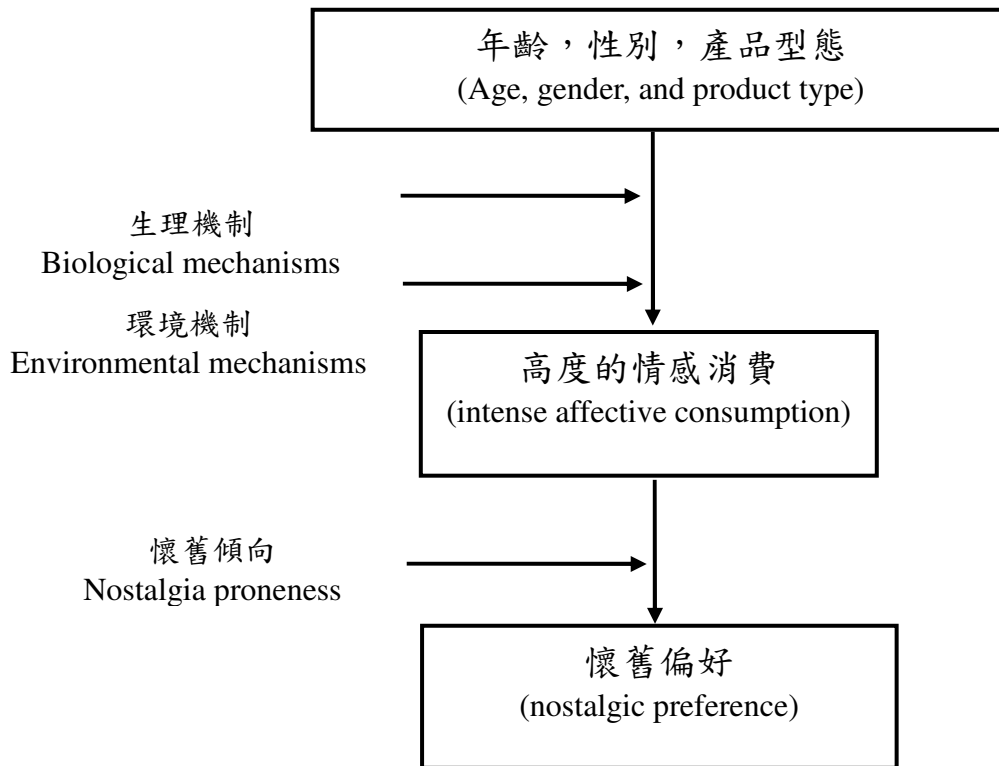 年齡，性別，產品型態
(Age, gender, and product type)
生理機制
Biological mechanisms
環境機制
Environmental mechanisms
高度的情感消費
(intense affective consumption)
懷舊傾向
Nostalgia proneness
懷舊偏好
(nostalgic preference)